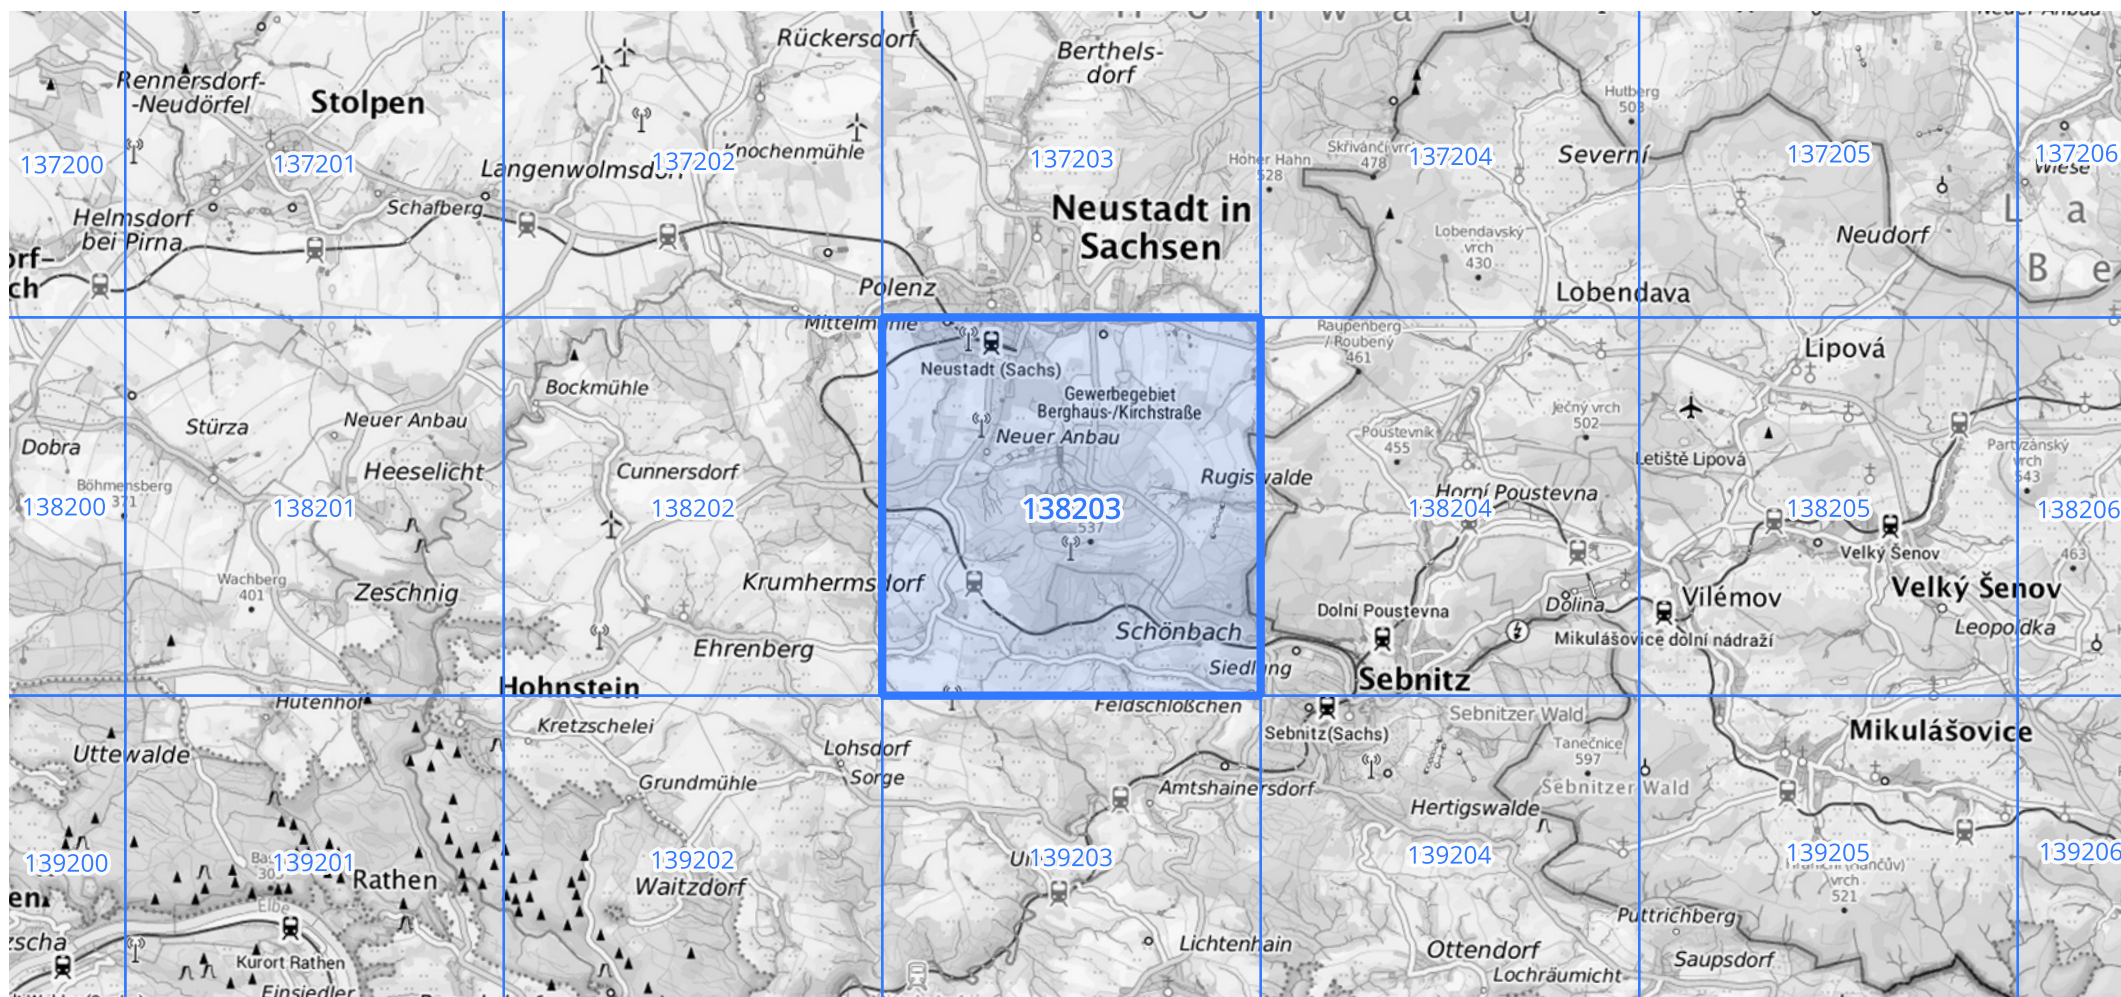 Rückersdorf
Berthels-
dorf
Rennersdorf-
-Neudörfel
Stolpen
Hutberg
503
Knochenmühle
Langenwolmsdorf
Hoher Hahn
528
478
Severní
137200
137201
137202
137203
137204
137205
137206
Wiese
Schafberg
Helmsdorf
bei Pirna
Neustadt in
Sachsen
Lobendavský
vrch
430
Neudorf
L a
B e
orf-
ch
Polenz
Lobendava
Mittelmühle
Raupenberg
/ Roubený
461
Lipová
Neustadt (Sachs)
Gewerbegebiet
Berghaus-/Kirchstraße
Bockmühle
Neuer Anbau
Stürza
Neuer Anbau
Ječný vrch
502
Poustevník
455
Dobra
Heeselicht
Cunnersdorf
Rugiswalde
Letiště Lipová
Partyzánský
vrch
543
Böhmensberg
371
Horní Poustevna
138200
138201
138202
138203
138204
138205
138206
537
Velký Šenov
463
Wachberg
401
Zeschnig
Krumhermsdorf
Dolní Poustevna
Dolina
Vilémov
Velký Šenov
Leopoldka
Mikulášovice dolní nádraží
Ehrenberg
Schönbach
Siedlung
Sebnitz
Hohnstein
Hutenhof
Kretzschelei
Feldschlößchen
Sebnitz(Sachs)
Sebnitzer Wald
Mikulášovice
Uttewalde
Lohsdorf
Sorge
Grundmühle
Amtshainersdorf
Tanečnice
597
Sebnitzer Wald
Hertigswalde
139200
139201
139202
139203
139204
139205
139206
Rathen
Waitzdorf
vrch
521
en
Elbe
Puttrichberg
zscha
Kurort Rathen
Lichtenhain
Ottendorf
Saupsdorf
Lochräumicht
Einsiedler